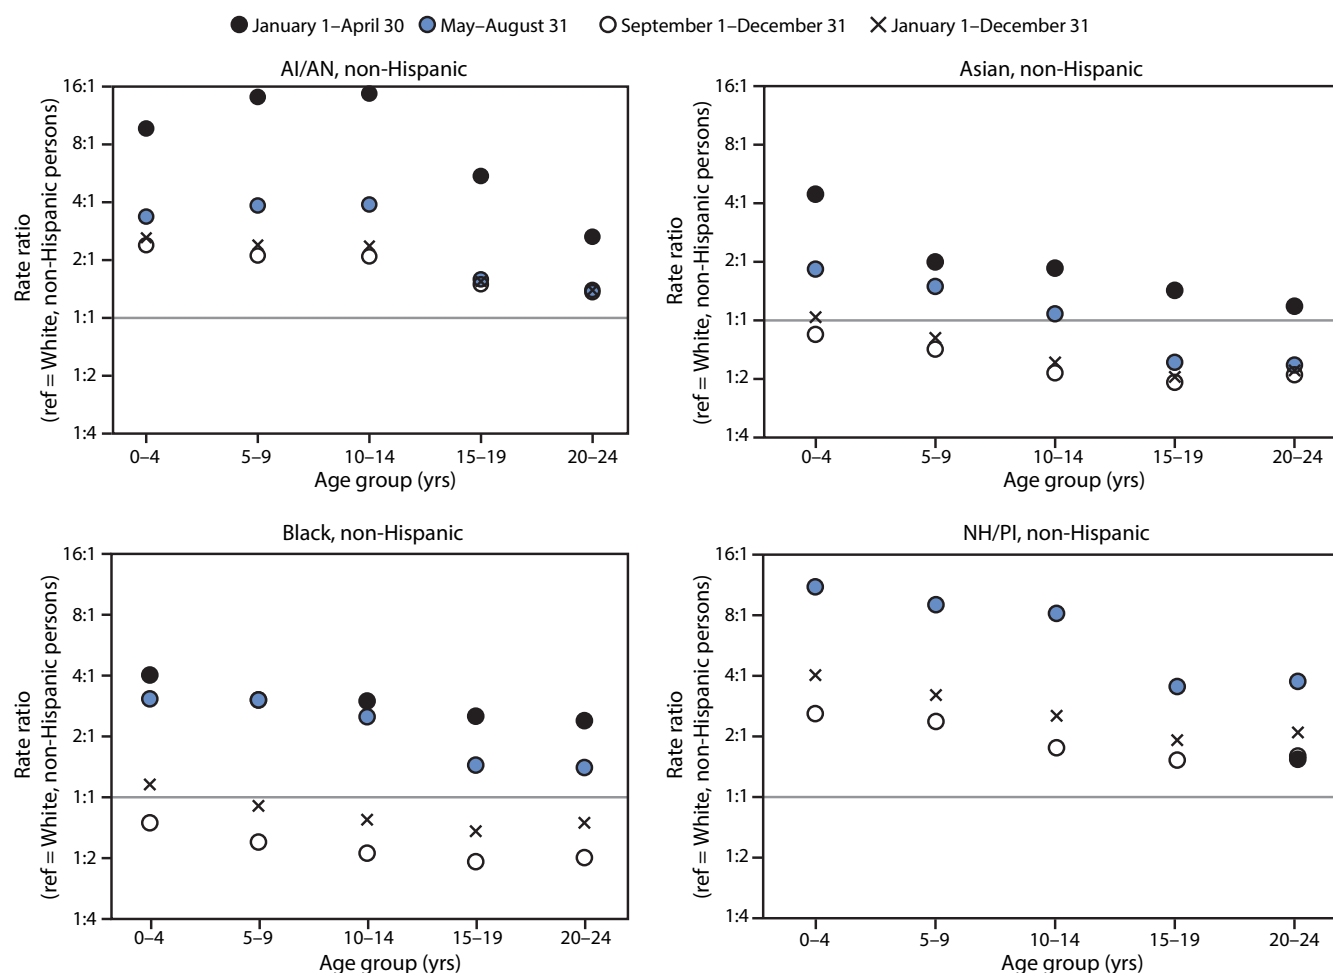 January 1–April 30 May–August 31 September 1–December 31 January 1–December 31
AI/AN, non-Hispanic
Rate ratio
(ref = White, non-Hispanic persons)
16:1
8:1
4:1
2:1
1:1
1:2
1:4
0–4 5–9 10–14 15–19 20–24
Age group (yrs)
Asian, non-Hispanic
Rate ratio
(ref = White, non-Hispanic persons)
16:1
8:1
4:1
2:1
1:1
1:2
1:4
0–4 5–9 10–14 15–19 20–24
Age group (yrs)
Black, non-Hispanic
Rate ratio
(ref = White, non-Hispanic persons)
16:1
8:1
4:1
2:1
1:1
1:2
1:4
0–4 5–9 10–14 15–19 20–24
Age group (yrs)
NH/PI, non-Hispanic
Rate ratio
(ref = White, non-Hispanic persons)
16:1
8:1
4:1
2:1
1:1
1:2
1:4
0–4 5–9 10–14 15–19 20–24
Age group (yrs)